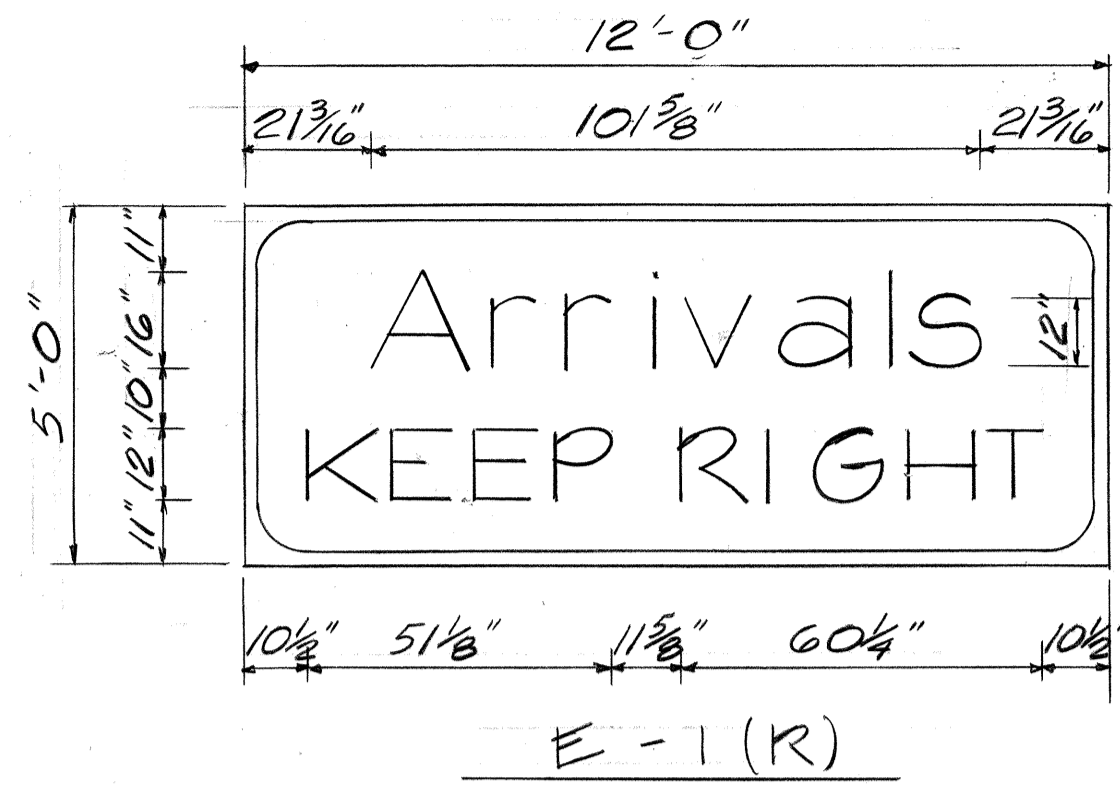 12'-0"
21 3/16" 101 5/8" 21 3/16"
5'-0"
11"
16"
10"
12"
11"
Arrivals
12"
KEEP RIGHT
10 1/2" 51 1/8" 11 5/8" 60 1/4" 10 1/2"
E-1(R)